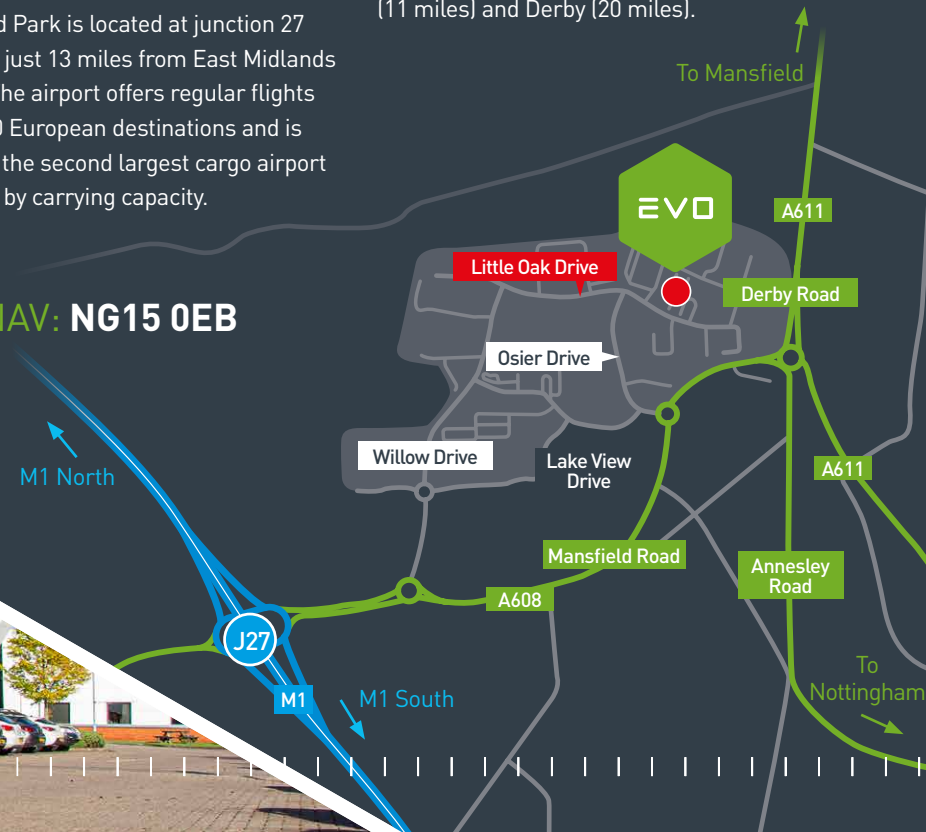 Park is located at junction 27
just 13 miles from East Midlands
airport offers regular flights
European destinations and is
the second largest cargo airport
by carrying capacity.
(11 miles) and Derby (20 miles).
NG15 0EB
To Mansfield
EVO
A611
Little Oak Drive
Derby Road
Osier Drive
Willow Drive
Lake View
Drive
A611
M1 North
Mansfield Road
Annesley
Road
A608
J27
M1
M1 South
To
Nottingham